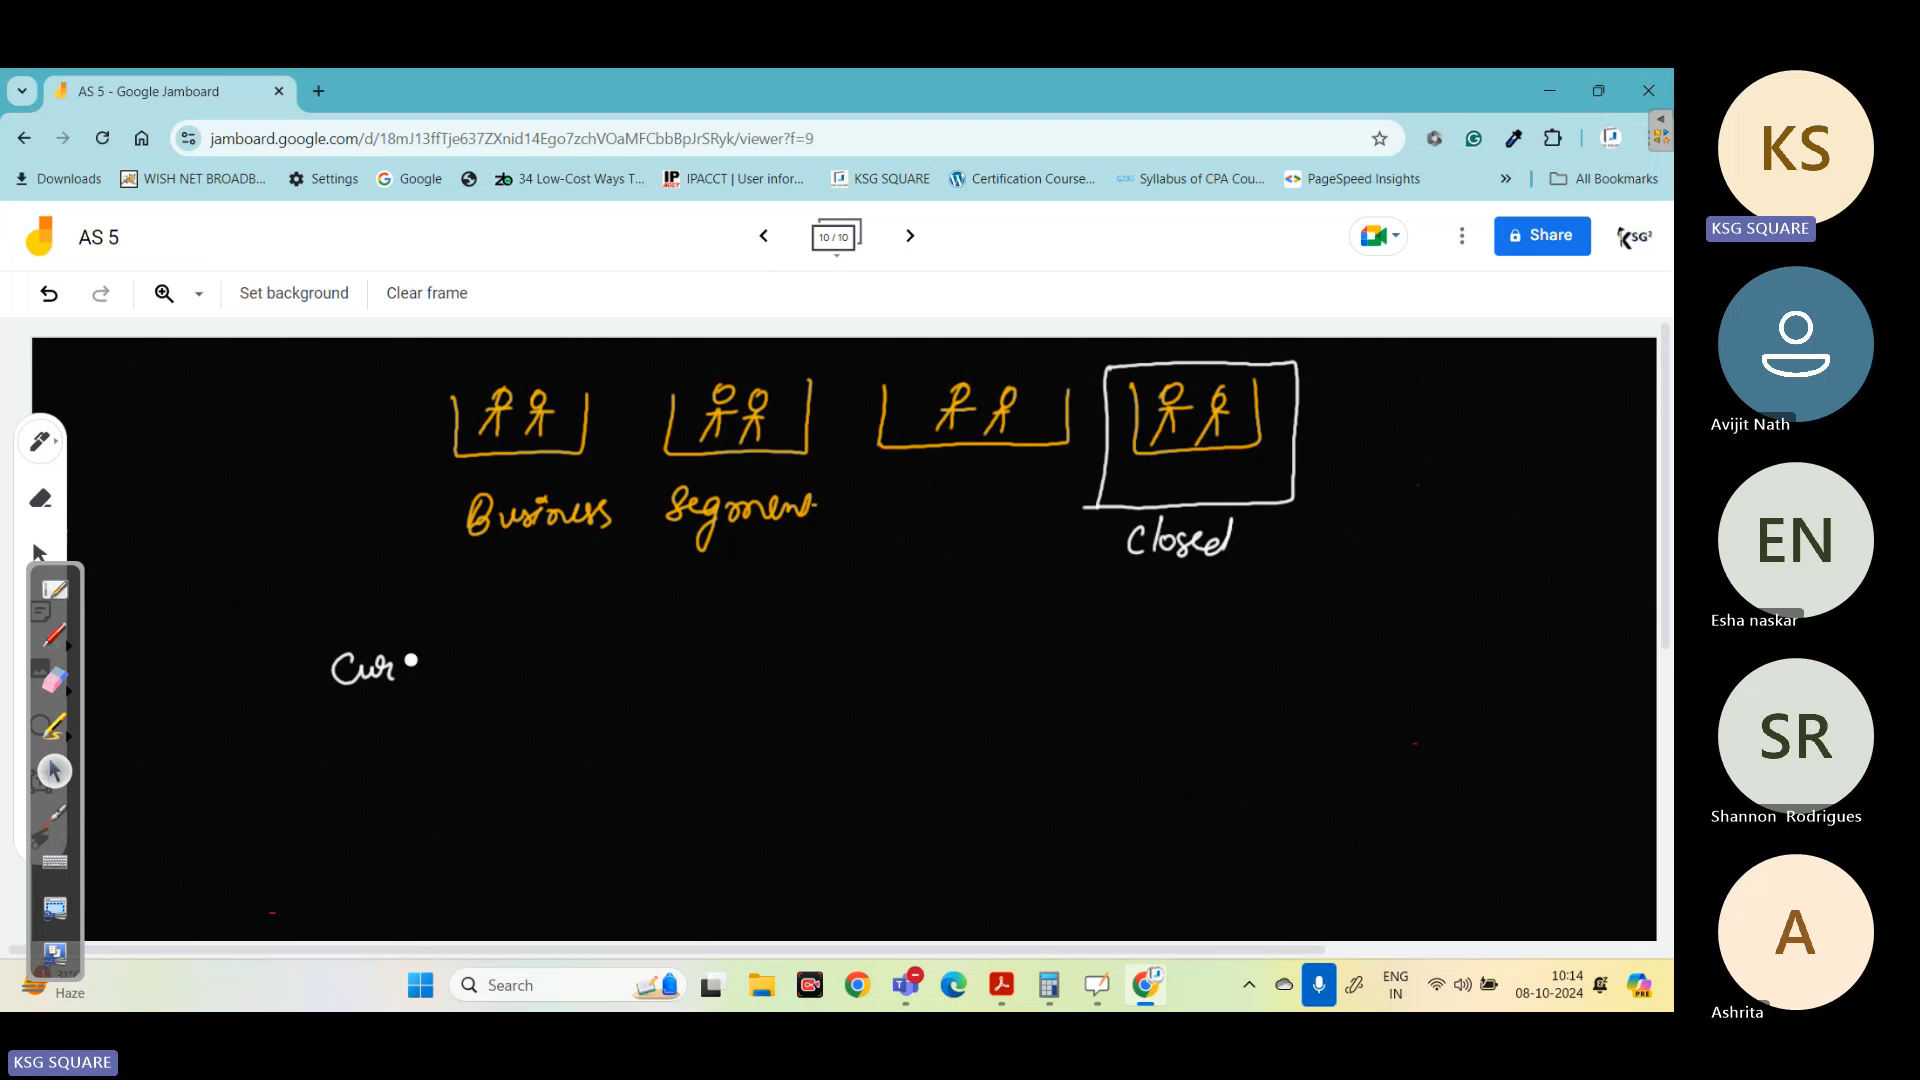 AS 5 - Google Jamboard
jamboard.google.com/d/18mJ13ffTje637ZXnid14Ego7zchVOaMFCbbBpJrSRyk/viewer?f=9
Downloads WISH NET BROADB... Settings Google 34 Low-Cost Ways T... IPACCT | User infor... KSG SQUARE Certification Course... Syllabus of CPA Cou... PageSpeed Insights » All Bookmarks
AS 5
10 / 10
Share
KSG²
Set background Clear frame
Business Segment
Closed
Cur
Search
31°C
Haze
ENG
IN
10:14
08-10-2024
PRE
KS
KSG SQUARE
Avijit Nath
EN
Esha naskar
SR
Shannon Rodrigues
A
Ashrita
KSG SQUARE